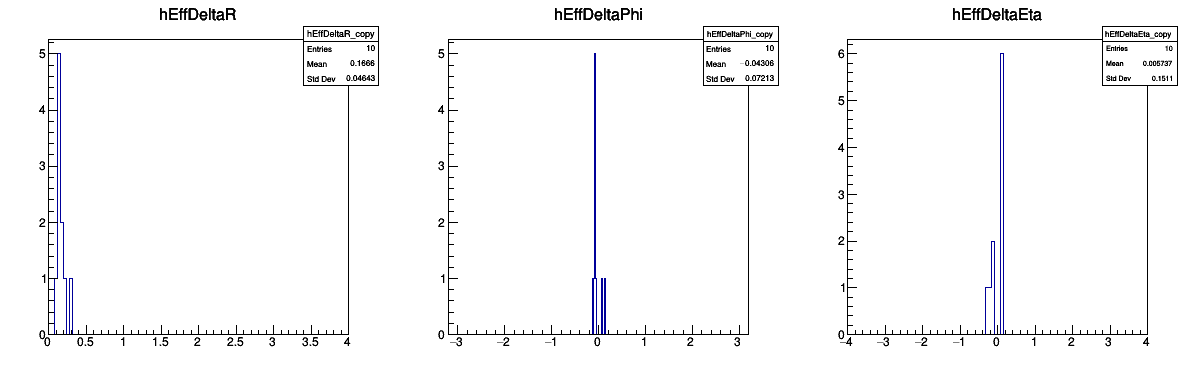 hEffDeltaR
hEffDeltaR_copy
Entries 10
Mean 0.1666
Std Dev 0.04643
5
4
3
2
1
0
0 0.5 1 1.5 2 2.5 3 3.5 4
hEffDeltaPhi
hEffDeltaPhi_copy
Entries 10
Mean −0.04306
Std Dev 0.07213
5
4
3
2
1
0
−3 −2 −1 0 1 2 3
hEffDeltaEta
hEffDeltaEta_copy
Entries 10
Mean 0.005737
Std Dev 0.1511
6
5
4
3
2
1
0
−4 −3 −2 −1 0 1 2 3 4